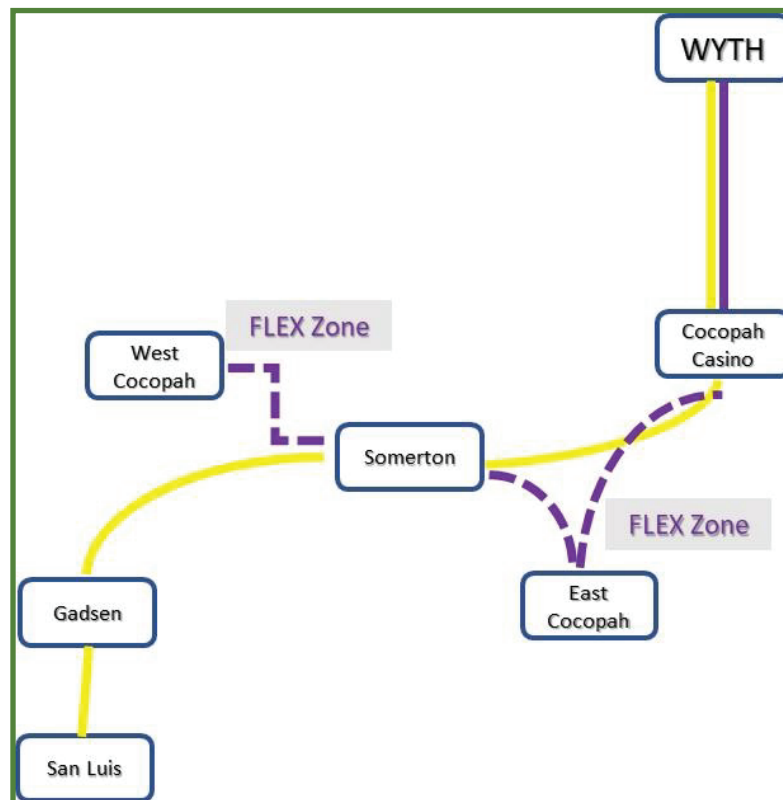 WYTH
FLEX Zone
Cocopah
Casino
West
Cocopah
Somerton
FLEX Zone
East
Cocopah
Gadsen
San Luis